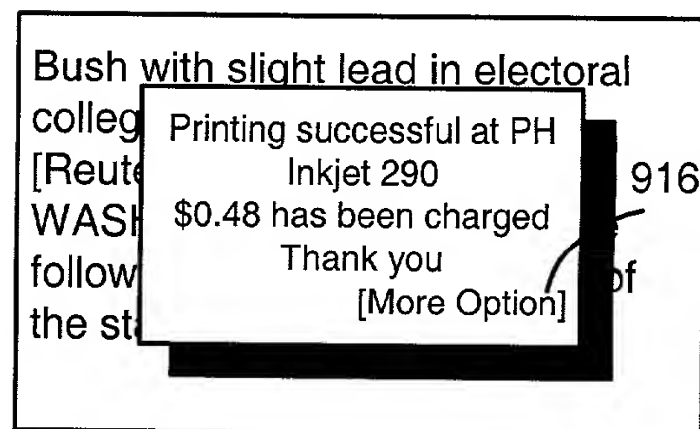 Bush with slight lead in electoral
colleg
[Reute
WASH
follow of
the sta
Printing successful at PH
Inkjet 290
$0.48 has been charged
Thank you
[More Option]
916